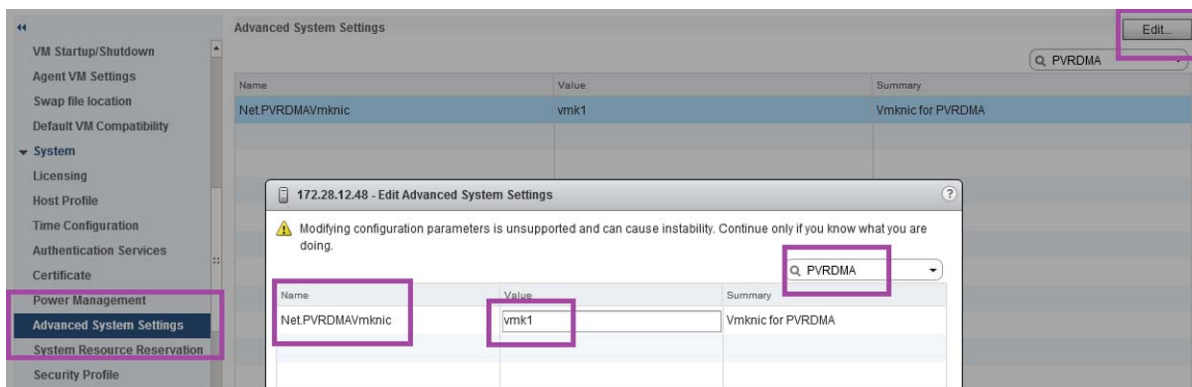 VM Startup/Shutdown
Agent VM Settings
Swap file location
Default VM Compatibility
System
Licensing
Host Profile
Time Configuration
Authentication Services
Certificate
Power Management
Advanced System Settings
System Resource Reservation
Security Profile
Advanced System Settings
Edit...
PVRDMA
Name Value Summary
Net.PVRDMAVmknic vmk1 Vmknic for PVRDMA
172.28.12.48 - Edit Advanced System Settings
?
Modifying configuration parameters is unsupported and can cause instability. Continue only if you know what you are
doing.
PVRDMA
Name Value Summary
Net.PVRDMAVmknic vmk1 Vmknic for PVRDMA